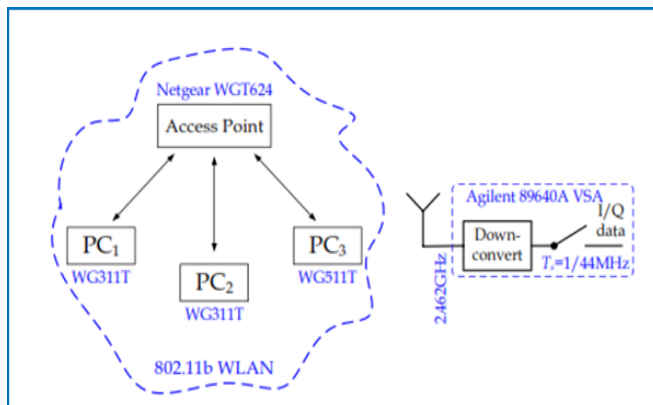 Netgear WGT624
Access Point
PC₁
WG311T
PC₂
WG311T
PC₃
WG511T
802.11b WLAN
2.462GHz
Agilent 89640A VSA
Down-
convert
I/Q
data
Tₛ=1/44MHz